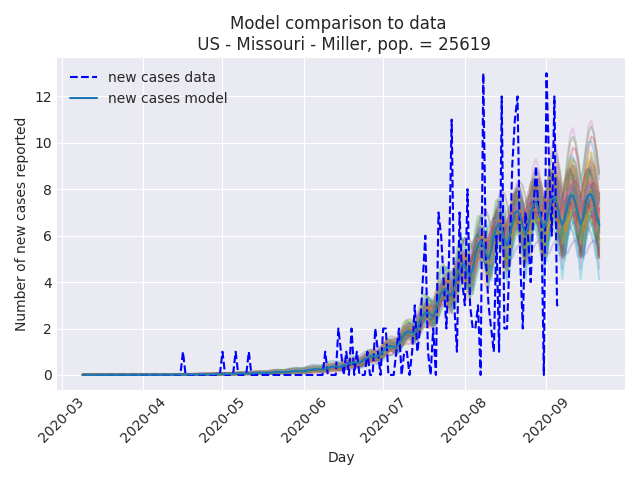 Model comparison to data
US - Missouri - Miller, pop. = 25619
new cases data
new cases model
Number of new cases reported
12
10
8
6
4
2
0
2020-03
2020-04
2020-05
2020-06
2020-07
2020-08
2020-09
Day